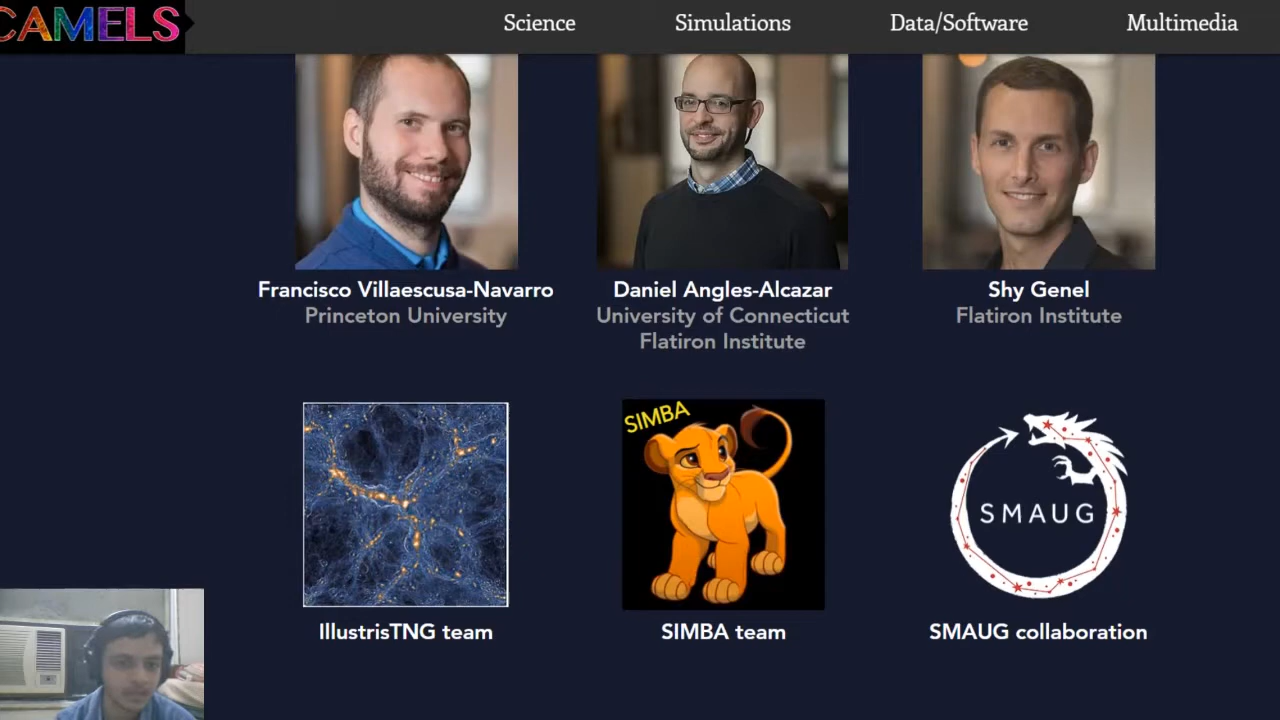 CAMELS
Science
Simulations
Data/Software
Multimedia
Francisco Villaescusa-Navarro
Princeton University
Daniel Angles-Alcazar
University of Connecticut
Flatiron Institute
Shy Genel
Flatiron Institute
SIMBA
SMAUG
IllustrisTNG team
SIMBA team
SMAUG collaboration